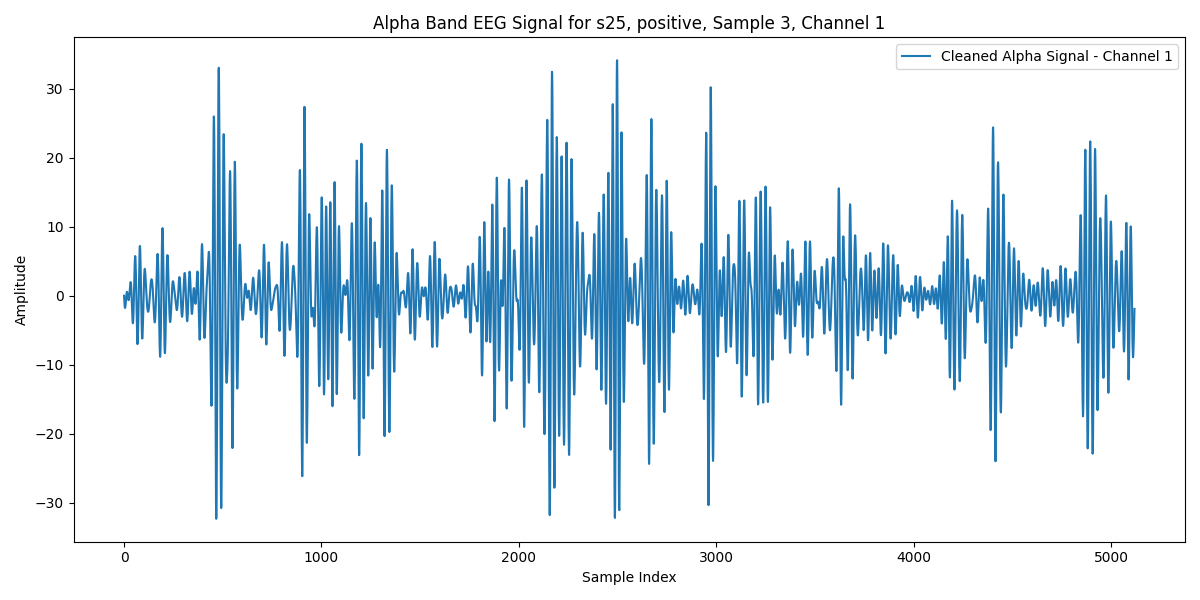 Alpha Band EEG Signal for s25, positive, Sample 3, Channel 1
Cleaned Alpha Signal - Channel 1
Amplitude
30
20
10
0
−10
−20
−30
0 1000 2000 3000 4000 5000
Sample Index